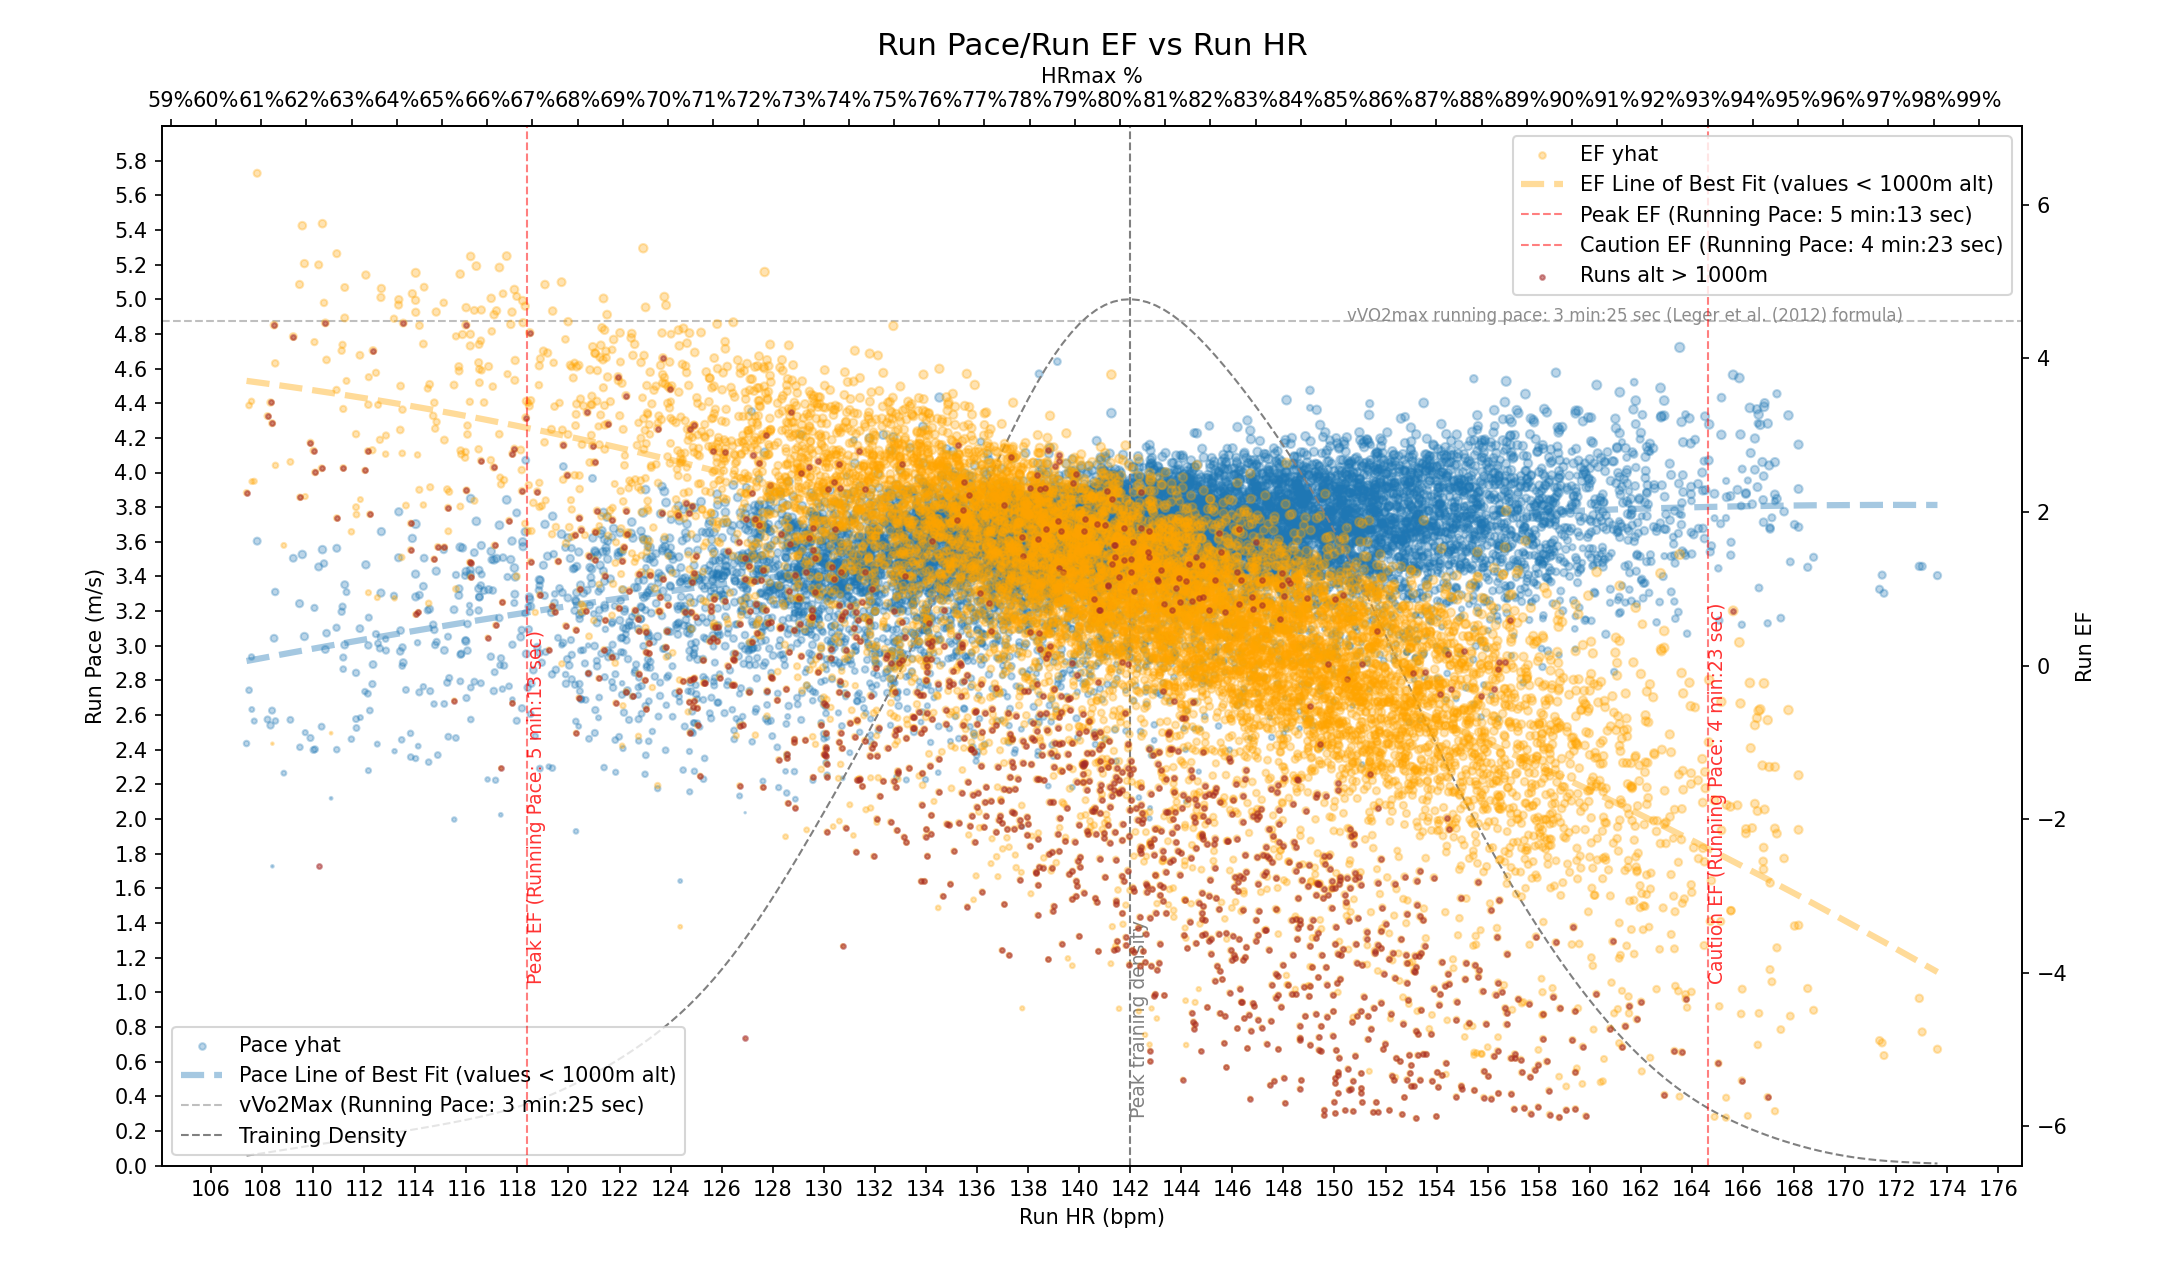 Run Pace/Run EF vs Run HR
HRmax %
59% 60% 61% 62% 63% 64% 65% 66% 67% 68% 69% 70% 71% 72% 73% 74% 75% 76% 77% 78% 79% 80% 81% 82% 83% 84% 85% 86% 87% 88% 89% 90% 91% 92% 93% 94% 95% 96% 97% 98% 99%
EF yhat
EF Line of Best Fit (values < 1000m alt)
Peak EF (Running Pace: 5 min:13 sec)
Caution EF (Running Pace: 4 min:23 sec)
Runs alt > 1000m
vVO2max running pace: 3 min:25 sec (Leger et al. (2012) formula)
5.8
5.6
5.4
5.2
5.0
4.8
4.6
4.4
4.2
4.0
3.8
3.6
3.4
3.2
3.0
2.8
2.6
2.4
2.2
2.0
1.8
1.6
1.4
1.2
1.0
0.8
0.6
0.4
0.2
0.0
Run Pace (m/s)
6
4
2
0
−2
−4
−6
Run EF
Peak EF (Running Pace: 5 min:13 sec)
Peak training density
Caution EF (Running Pace: 4 min:23 sec)
Pace yhat
Pace Line of Best Fit (values < 1000m alt)
vVo2Max (Running Pace: 3 min:25 sec)
Training Density
106 108 110 112 114 116 118 120 122 124 126 128 130 132 134 136 138 140 142 144 146 148 150 152 154 156 158 160 162 164 166 168 170 172 174 176
Run HR (bpm)